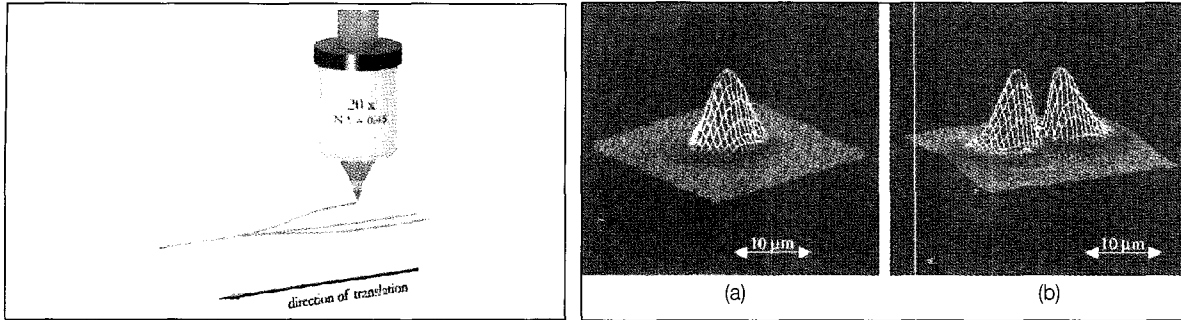 20 x
direction of translation
10 μm
(a)
10 μm
(b)